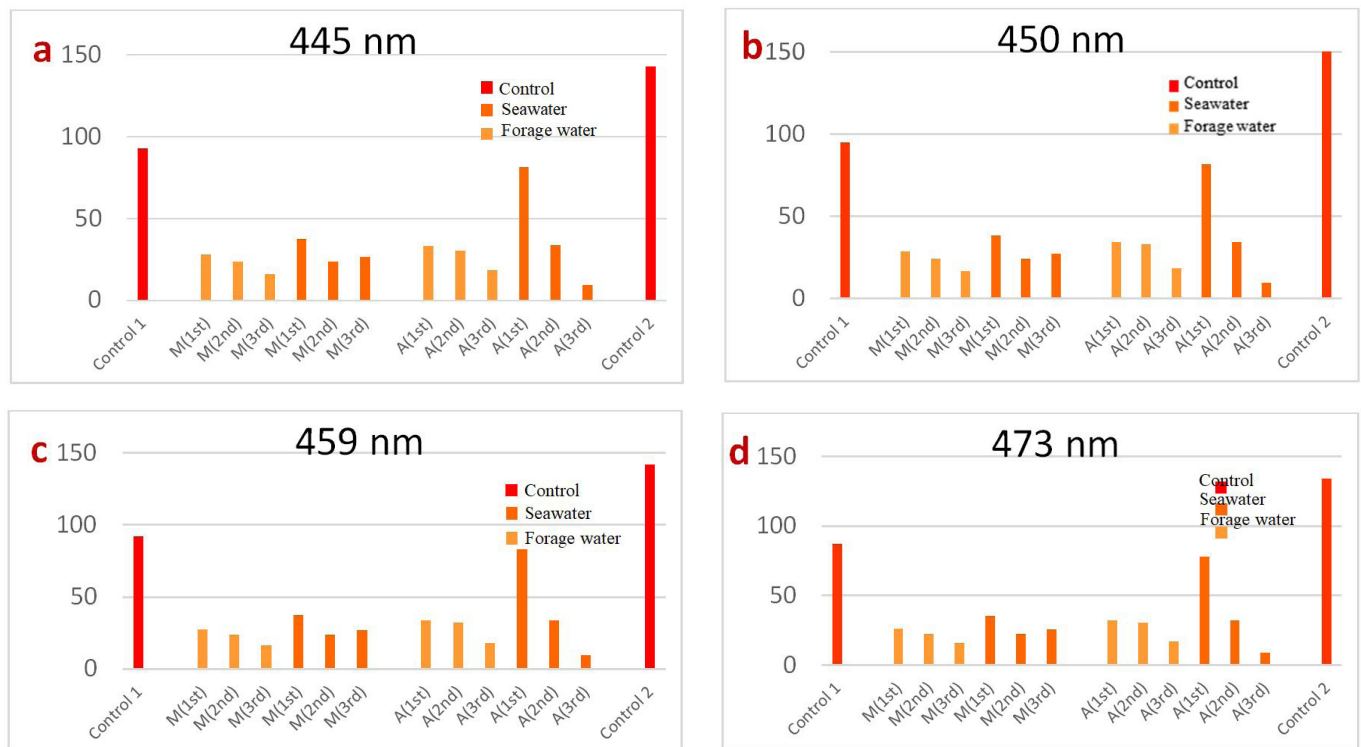 a
445 nm
150
100
50
0
Control
Seawater
Forage water
Control 1
M(1st)
M(2nd)
M(3rd)
M(1st)
M(2nd)
M(3rd)
A(1st)
A(2nd)
A(3rd)
A(1st)
A(2nd)
A(3rd)
Control 2
b
450 nm
150
100
50
0
Control
Seawater
Forage water
Control 1
M(1st)
M(2nd)
M(3rd)
M(1st)
M(2nd)
M(3rd)
A(1st)
A(2nd)
A(3rd)
A(1st)
A(2nd)
A(3rd)
Control 2
c
459 nm
150
100
50
0
Control
Seawater
Forage water
Control 1
M(1st)
M(2nd)
M(3rd)
M(1st)
M(2nd)
M(3rd)
A(1st)
A(2nd)
A(3rd)
A(1st)
A(2nd)
A(3rd)
Control 2
d
473 nm
150
100
50
0
Control
Seawater
Forage water
Control 1
M(1st)
M(2nd)
M(3rd)
M(1st)
M(2nd)
M(3rd)
A(1st)
A(2nd)
A(3rd)
A(1st)
A(2nd)
A(3rd)
Control 2